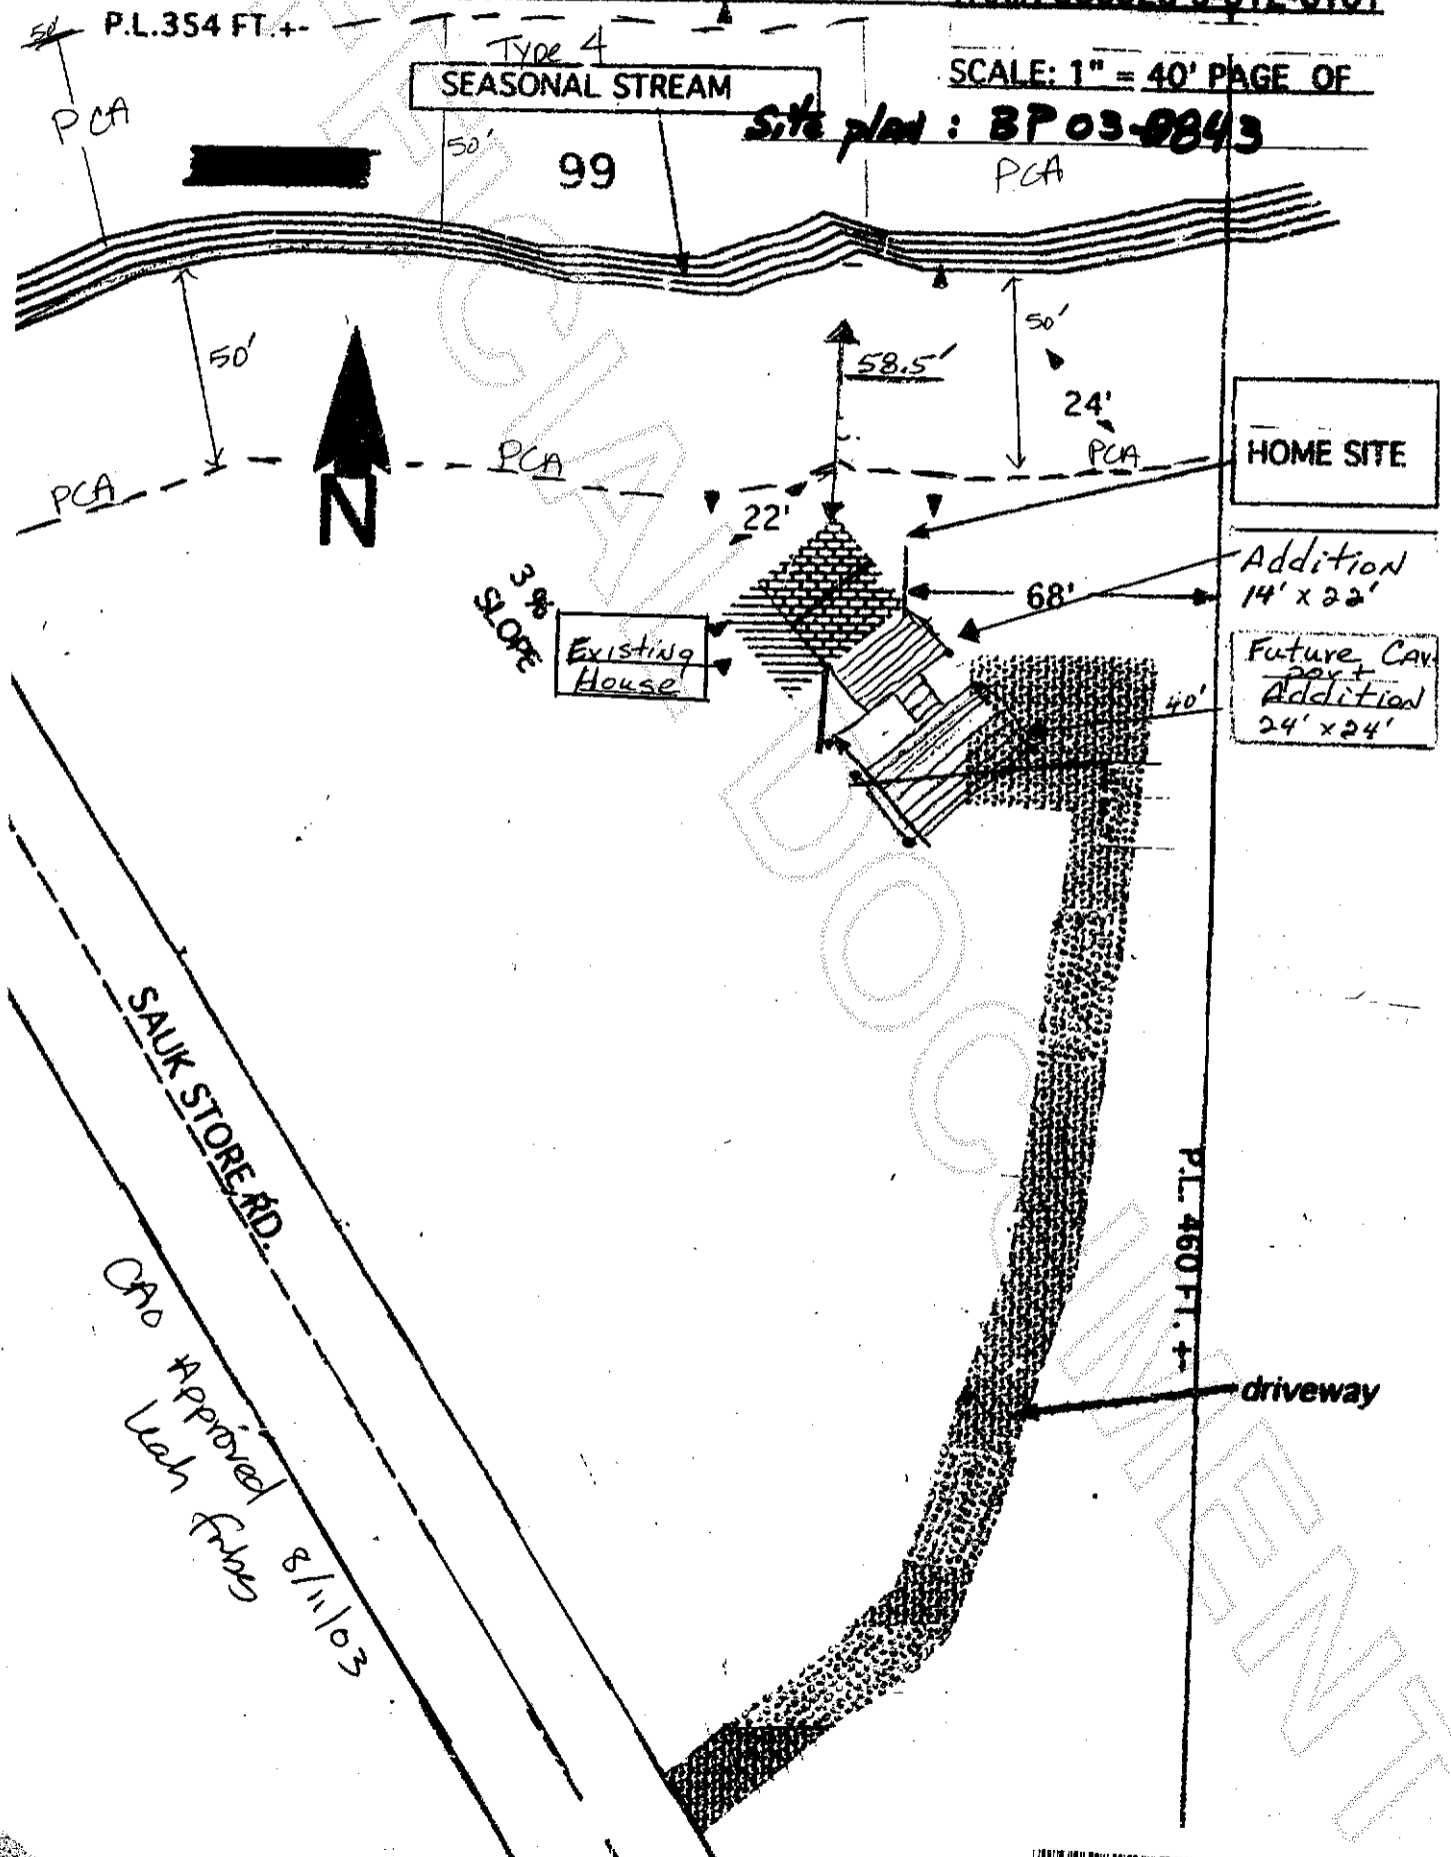 50'
P.L.354 FT.+-
Type 4
SEASONAL STREAM
SCALE: 1" = 40' PAGE OF
Site plan : BP 03-0843
PCA
50'
99
PCA
50'
58.5'
50'
24'
PCA
PCA
PCA
HOME SITE
N
22'
3%
SLOPE
68'
Addition
14' x 22'
Existing
House
Future Car-
port
Addition
24' x 24'
40'
SAUK STORE RD.
P.L. 460 FT. +-
driveway
CAO Approved 8/11/03
Leah